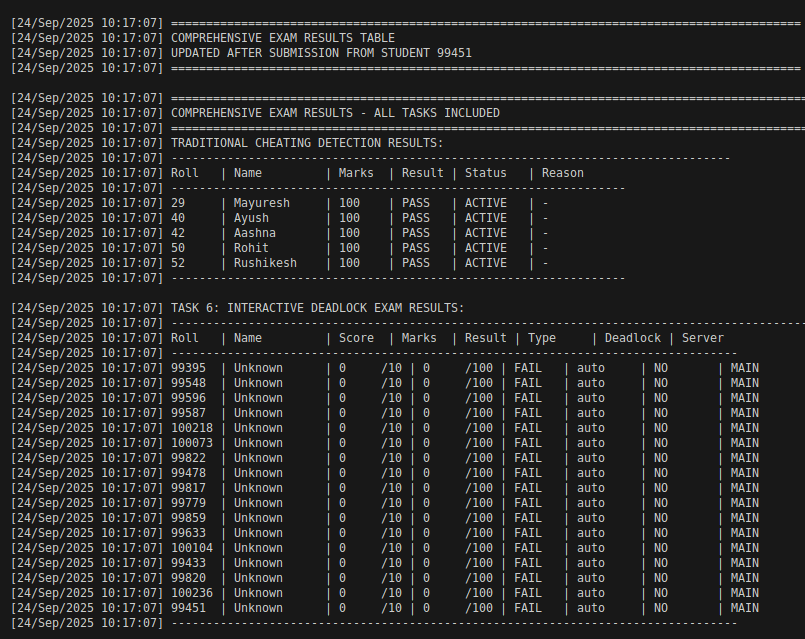 [24/Sep/2025 10:17:07] ==========================================================================================
[24/Sep/2025 10:17:07] COMPREHENSIVE EXAM RESULTS TABLE
[24/Sep/2025 10:17:07] UPDATED AFTER SUBMISSION FROM STUDENT 99451
[24/Sep/2025 10:17:07] ==========================================================================================
[24/Sep/2025 10:17:07] ===========================================================================================
[24/Sep/2025 10:17:07] COMPREHENSIVE EXAM RESULTS - ALL TASKS INCLUDED
[24/Sep/2025 10:17:07] ===========================================================================================
[24/Sep/2025 10:17:07] TRADITIONAL CHEATING DETECTION RESULTS:
[24/Sep/2025 10:17:07] --------------------------------------------------------------------------------
[24/Sep/2025 10:17:07] Roll   | Name         | Marks  | Result | Status   | Reason
[24/Sep/2025 10:17:07] -----------------------------------------------------------------
[24/Sep/2025 10:17:07] 29     | Mayuresh     | 100    | PASS   | ACTIVE   | -
[24/Sep/2025 10:17:07] 40     | Ayush        | 100    | PASS   | ACTIVE   | -
[24/Sep/2025 10:17:07] 42     | Aashna       | 100    | PASS   | ACTIVE   | -
[24/Sep/2025 10:17:07] 50     | Rohit        | 100    | PASS   | ACTIVE   | -
[24/Sep/2025 10:17:07] 52     | Rushikesh    | 100    | PASS   | ACTIVE   | -
[24/Sep/2025 10:17:07] -----------------------------------------------------------------
[24/Sep/2025 10:17:07] TASK 6: INTERACTIVE DEADLOCK EXAM RESULTS:
[24/Sep/2025 10:17:07] -------------------------------------------------------------------------------------------
[24/Sep/2025 10:17:07] Roll   | Name         | Score  | Marks  | Result | Type     | Deadlock | Server
[24/Sep/2025 10:17:07] ---------------------------------------------------------------------------------
[24/Sep/2025 10:17:07] 99395  | Unknown      | 0     /10 | 0     /100 | FAIL   | auto     | NO       | MAIN
[24/Sep/2025 10:17:07] 99548  | Unknown      | 0     /10 | 0     /100 | FAIL   | auto     | NO       | MAIN
[24/Sep/2025 10:17:07] 99596  | Unknown      | 0     /10 | 0     /100 | FAIL   | auto     | NO       | MAIN
[24/Sep/2025 10:17:07] 99587  | Unknown      | 0     /10 | 0     /100 | FAIL   | auto     | NO       | MAIN
[24/Sep/2025 10:17:07] 100218 | Unknown      | 0     /10 | 0     /100 | FAIL   | auto     | NO       | MAIN
[24/Sep/2025 10:17:07] 100073 | Unknown      | 0     /10 | 0     /100 | FAIL   | auto     | NO       | MAIN
[24/Sep/2025 10:17:07] 99822  | Unknown      | 0     /10 | 0     /100 | FAIL   | auto     | NO       | MAIN
[24/Sep/2025 10:17:07] 99478  | Unknown      | 0     /10 | 0     /100 | FAIL   | auto     | NO       | MAIN
[24/Sep/2025 10:17:07] 99817  | Unknown      | 0     /10 | 0     /100 | FAIL   | auto     | NO       | MAIN
[24/Sep/2025 10:17:07] 99779  | Unknown      | 0     /10 | 0     /100 | FAIL   | auto     | NO       | MAIN
[24/Sep/2025 10:17:07] 99859  | Unknown      | 0     /10 | 0     /100 | FAIL   | auto     | NO       | MAIN
[24/Sep/2025 10:17:07] 99633  | Unknown      | 0     /10 | 0     /100 | FAIL   | auto     | NO       | MAIN
[24/Sep/2025 10:17:07] 100104 | Unknown      | 0     /10 | 0     /100 | FAIL   | auto     | NO       | MAIN
[24/Sep/2025 10:17:07] 99433  | Unknown      | 0     /10 | 0     /100 | FAIL   | auto     | NO       | MAIN
[24/Sep/2025 10:17:07] 99820  | Unknown      | 0     /10 | 0     /100 | FAIL   | auto     | NO       | MAIN
[24/Sep/2025 10:17:07] 100236 | Unknown      | 0     /10 | 0     /100 | FAIL   | auto     | NO       | MAIN
[24/Sep/2025 10:17:07] 99451  | Unknown      | 0     /10 | 0     /100 | FAIL   | auto     | NO       | MAIN
[24/Sep/2025 10:17:07] ---------------------------------------------------------------------------------